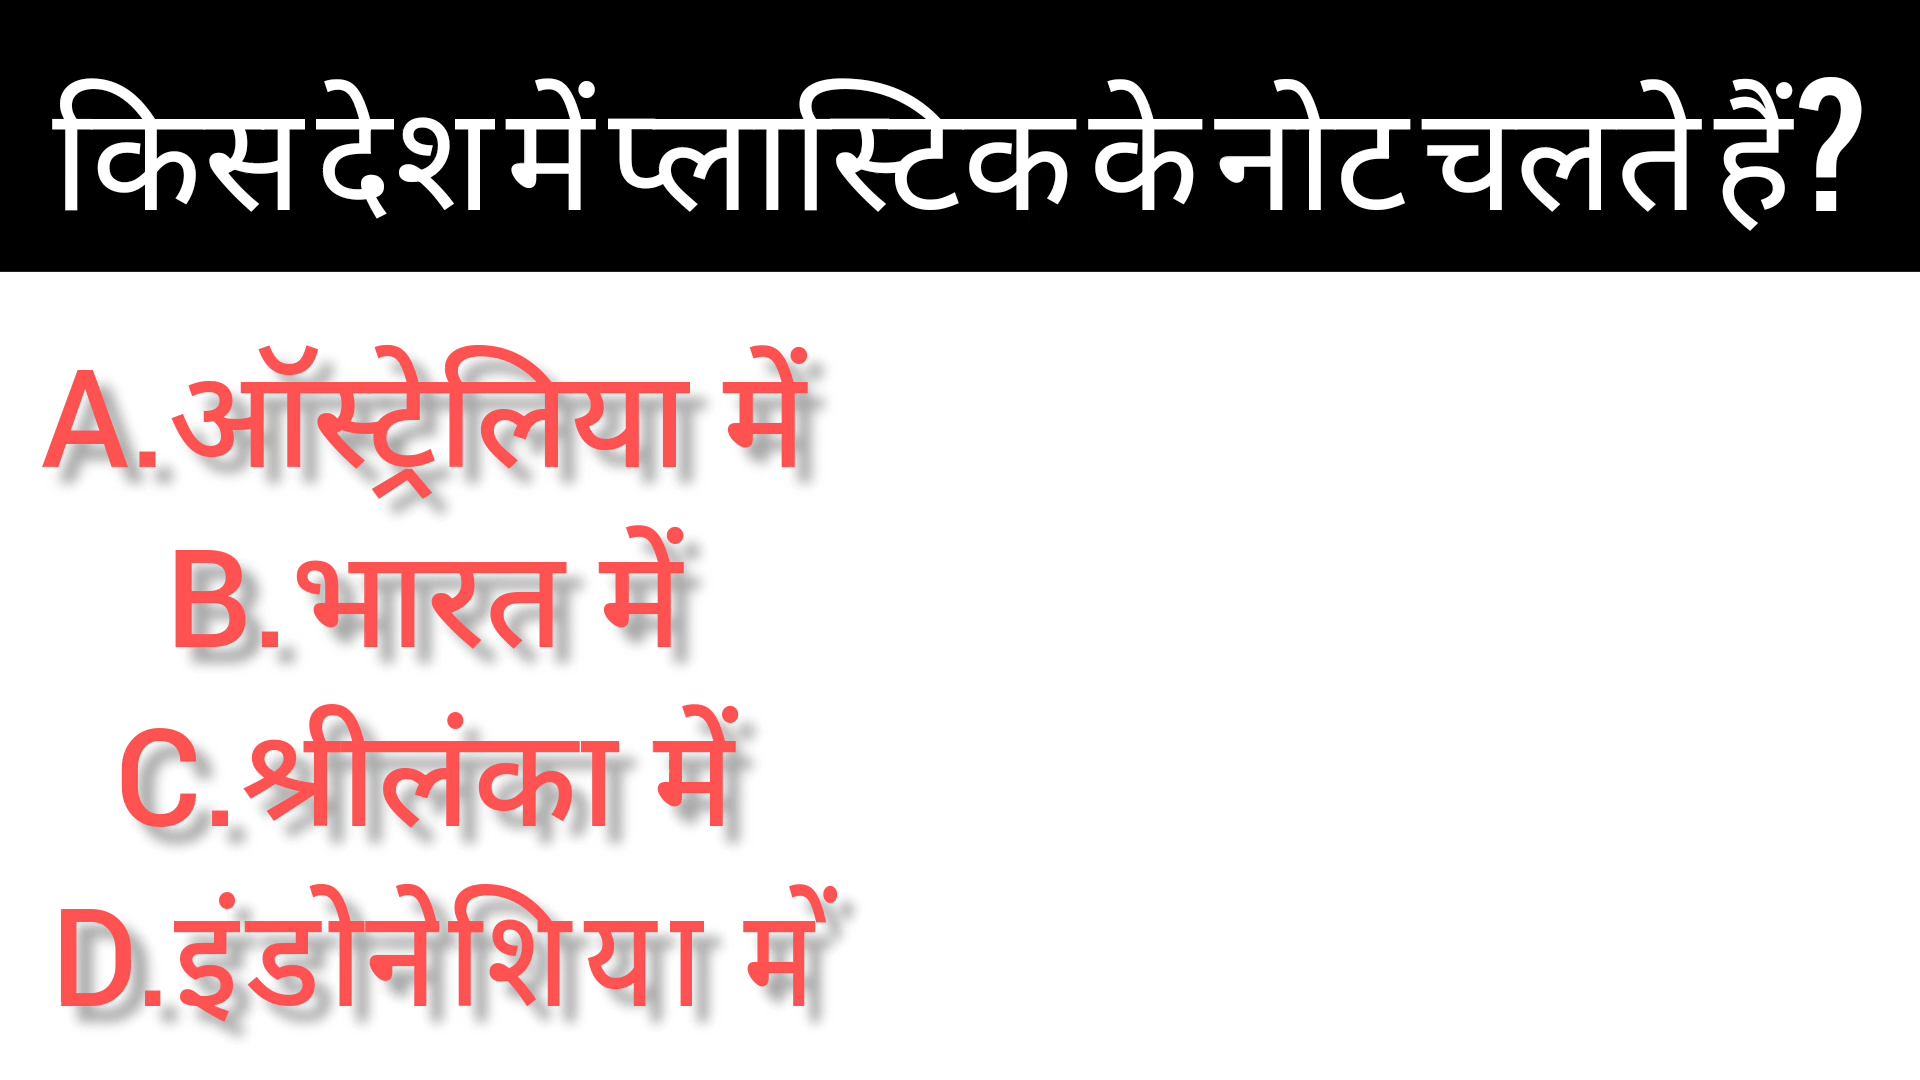 किस देश में प्लास्टिक के नोट चलते हैं?
A.ऑस्ट्रेलिया में
B.भारत में
C.श्रीलंका में
D.इंडोनेशिया में